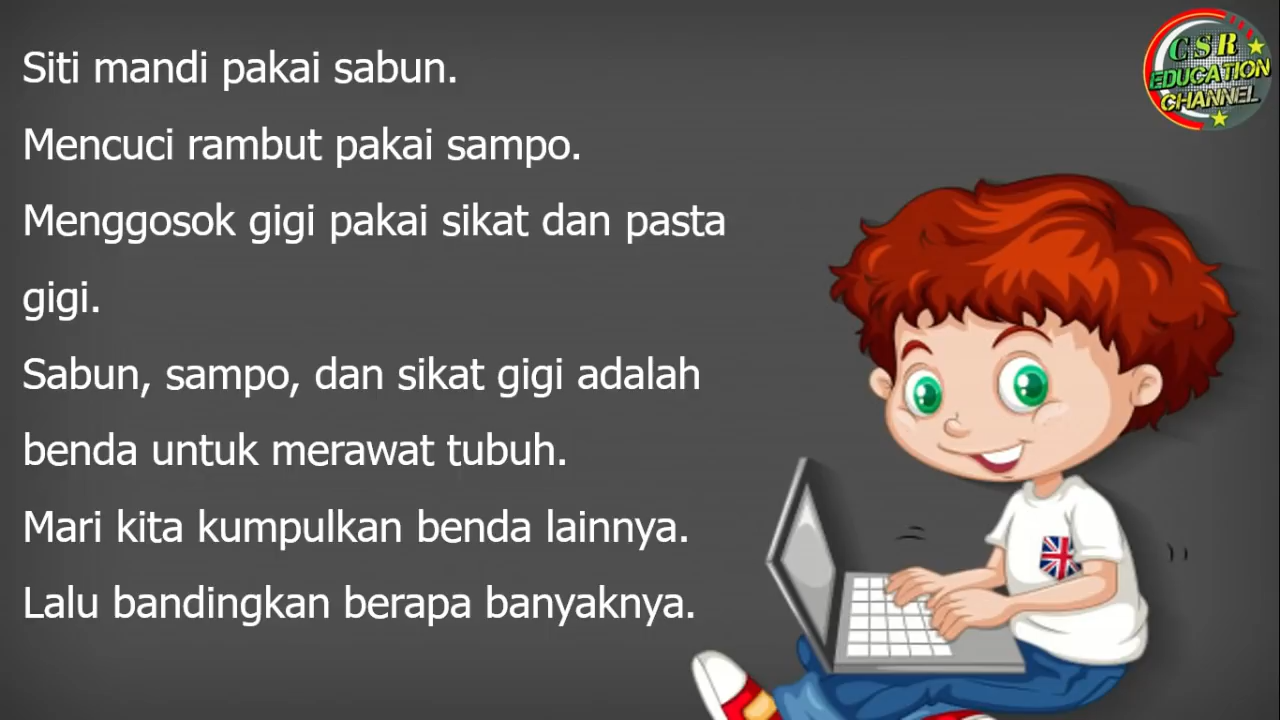 Siti mandi pakai sabun.
Mencuci rambut pakai sampo.
Menggosok gigi pakai sikat dan pasta
gigi.
Sabun, sampo, dan sikat gigi adalah
benda untuk merawat tubuh.
Mari kita kumpulkan benda lainnya.
Lalu bandingkan berapa banyaknya.
CSR
EDUCATION
CHANNEL